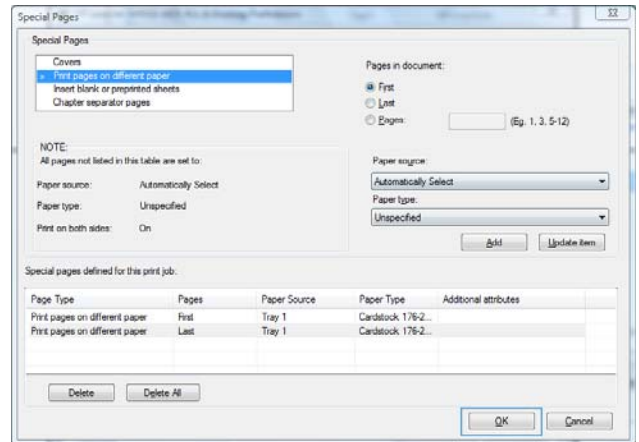 Special Pages
Special Pages
Covers
Print pages on different paper
Insert blank or preprinted sheets
Chapter separator pages
Pages in document:
First
Last
Pages:
(Eg. 1, 3, 5-12)
NOTE:
All pages not listed in this table are set to:
Paper source: Automatically Select
Paper type: Unspecified
Print on both sides: On
Paper source:
Automatically Select
Paper type:
Unspecified
Add Update item
Special pages defined for this print job:
Page Type Pages Paper Source Paper Type Additional attributes
Print pages on different paper First Tray 1 Cardstock 176-2...
Print pages on different paper Last Tray 1 Cardstock 176-2...
Delete Delete All
OK Cancel